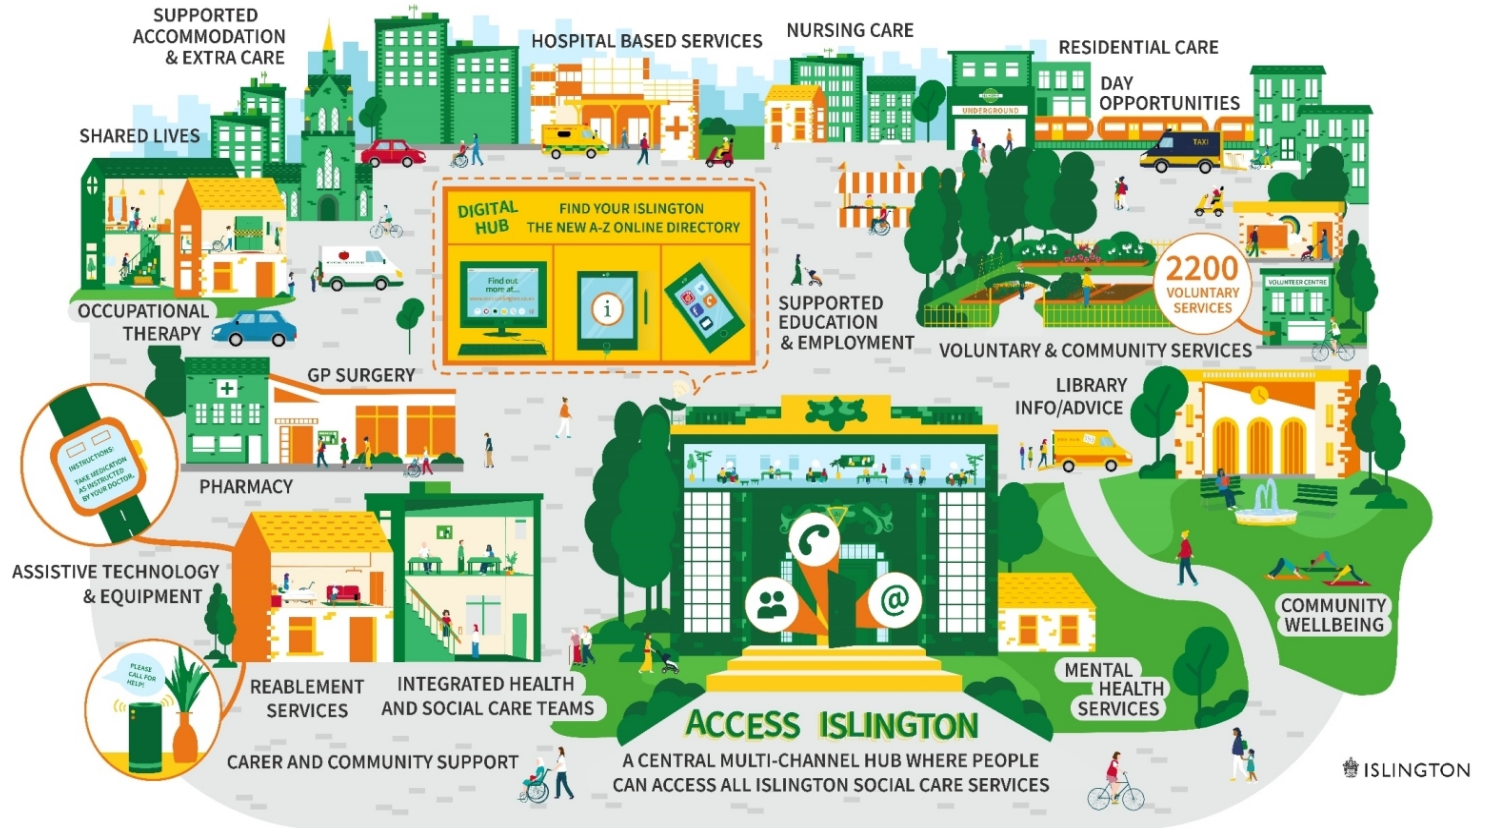 SUPPORTED
ACCOMMODATION
& EXTRA CARE
HOSPITAL BASED SERVICES
NURSING CARE
RESIDENTIAL CARE
DAY
OPPORTUNITIES
UNDERGROUND
TAXI
SHARED LIVES
DIGITAL
HUB
FIND YOUR ISLINGTON
THE NEW A-Z ONLINE DIRECTORY
Find out
more at...
i
2200
VOLUNTARY
SERVICES
VOLUNTEER CENTRE
OCCUPATIONAL
THERAPY
SUPPORTED
EDUCATION
& EMPLOYMENT
VOLUNTARY & COMMUNITY SERVICES
GP SURGERY
LIBRARY
INFO/ADVICE
INSTRUCTIONS:
TAKE MEDICATION
AS INSTRUCTED
BY YOUR DOCTOR.
PHARMACY
ASSISTIVE TECHNOLOGY
& EQUIPMENT
@
COMMUNITY
WELLBEING
PLEASE
CALL FOR
HELP!
REABLEMENT
SERVICES
INTEGRATED HEALTH
AND SOCIAL CARE TEAMS
MENTAL
HEALTH
SERVICES
ACCESS ISLINGTON
CARER AND COMMUNITY SUPPORT
A CENTRAL MULTI-CHANNEL HUB WHERE PEOPLE
CAN ACCESS ALL ISLINGTON SOCIAL CARE SERVICES
ISLINGTON